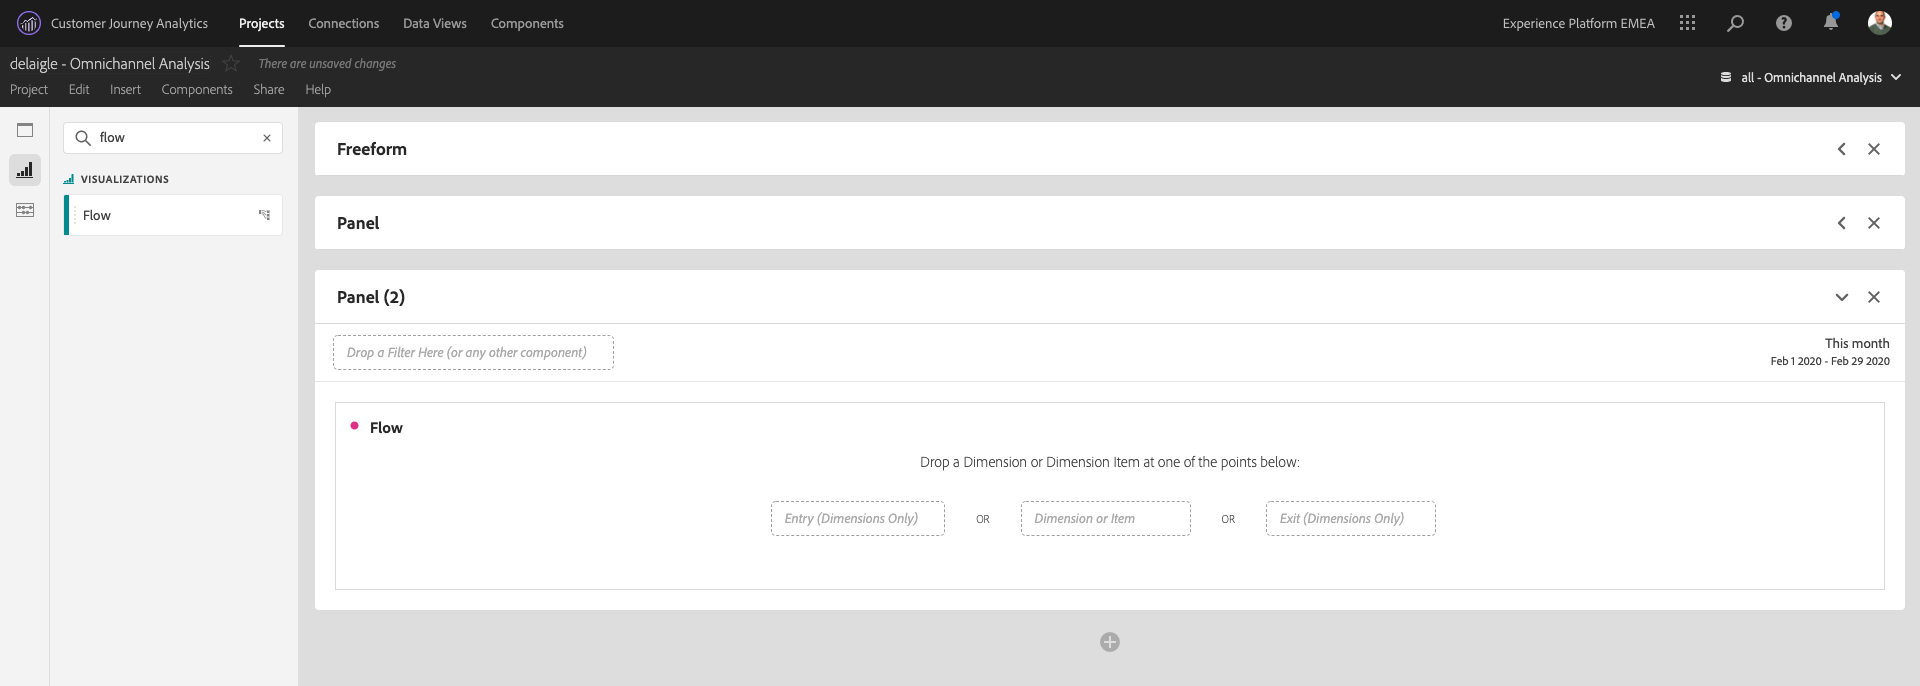 Customer Journey Analytics Projects Connections Data Views Components Experience Platform EMEA
delaigle - Omnichannel Analysis There are unsaved changes
all - Omnichannel Analysis
Project Edit Insert Components Share Help
flow
VISUALIZATIONS
Flow
Freeform
Panel
Panel (2)
Drop a Filter Here (or any other component)
This month
Feb 1 2020 - Feb 29 2020
Flow
Drop a Dimension or Dimension Item at one of the points below:
Entry (Dimensions Only) OR Dimension or Item OR Exit (Dimensions Only)